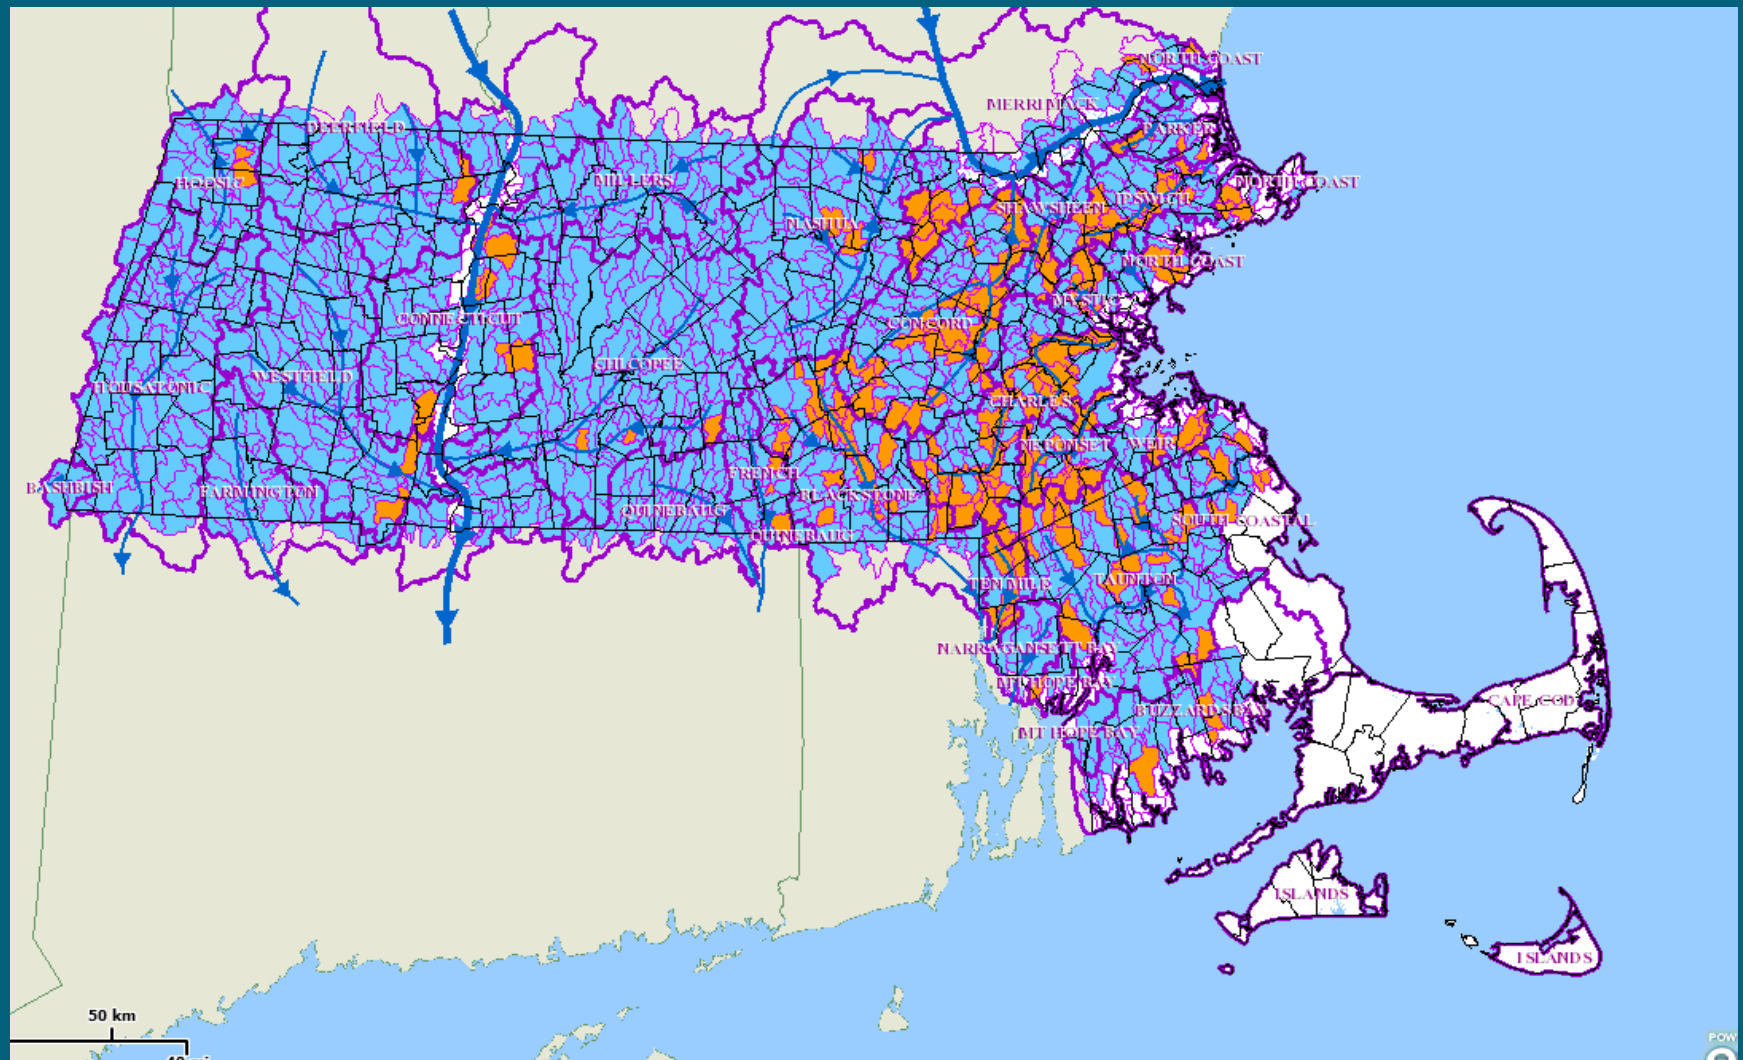 NORTH COAST
MERRIMACK
DEERFIELD
PARKER
HOOSIC
MILLERS
NORTH COAST
IPSWICH
SHAWSHEEN
NASHUA
NORTH COAST
MYSTIC
CONNECTICUT
CONCORD
CHICOPEE
WESTFIELD
HOUSATONIC
CHARLES
NEPONSET
WEIR
FRENCH
BASHBISH
FARMINGTON
BLACKSTONE
QUINEBAUG
SOUTH COASTAL
QUINEBAUG
TEN MILE
TAUNTON
NARRAGANSETT BAY
MT HOPE BAY
CAPE COD
BUZZARDS BAY
MT HOPE BAY
ISLANDS
ISLANDS
50 km
POW